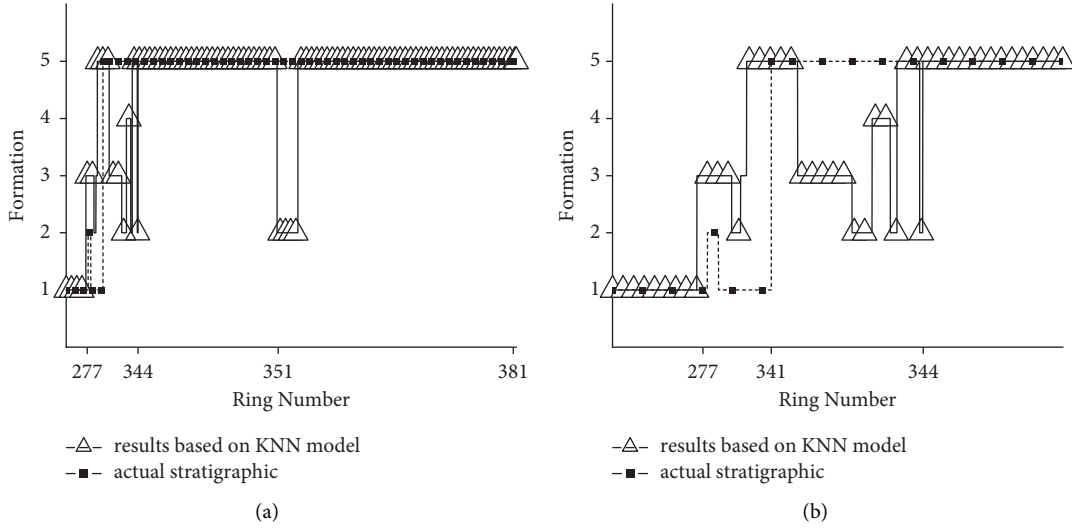 5
4
3
2
1
Formation
277
344
351
381
Ring Number
results based on KNN model
actual stratigraphic
(a)
5
4
3
2
1
Formation
277
341
344
Ring Number
results based on KNN model
actual stratigraphic
(b)